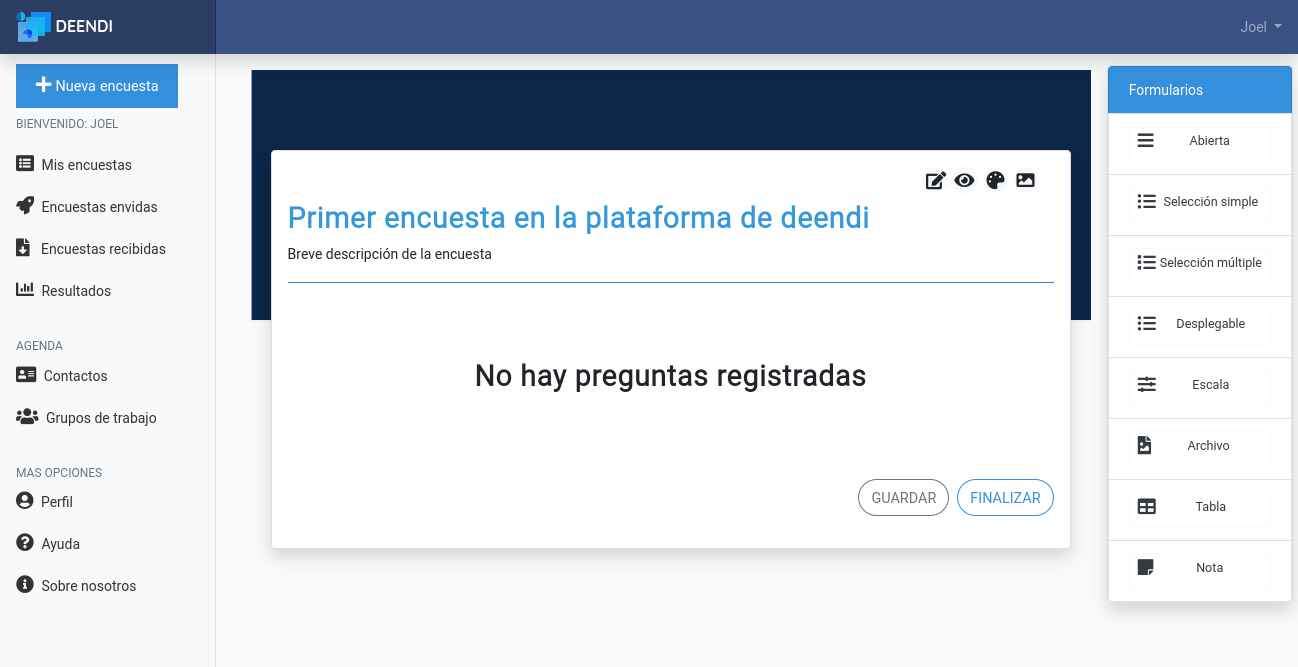 DEENDI
Joel
Nueva encuesta
BIENVENIDO: JOEL
Mis encuestas
Encuestas envidas
Encuestas recibidas
Resultados
AGENDA
Contactos
Grupos de trabajo
MAS OPCIONES
Perfil
Ayuda
Sobre nosotros
Primer encuesta en la plataforma de deendi
Breve descripción de la encuesta
No hay preguntas registradas
GUARDAR
FINALIZAR
Formularios
Abierta
Selección simple
Selección múltiple
Desplegable
Escala
Archivo
Tabla
Nota